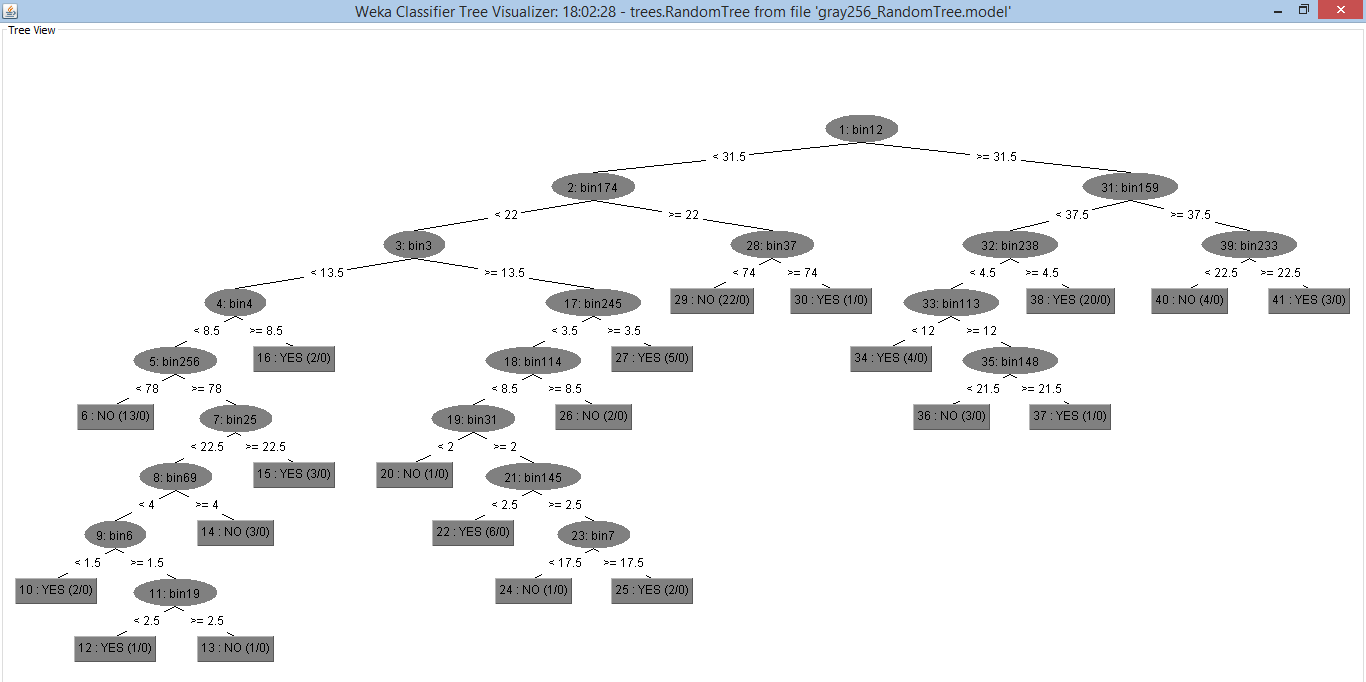 Weka Classifier Tree Visualizer: 18:02:28 - trees.RandomTree from file 'gray256_RandomTree.model'
Tree View
1: bin12
< 31.5 >= 31.5
2: bin174 31: bin159
< 22 >= 22 < 37.5 >= 37.5
3: bin3 28: bin37 32: bin238 39: bin233
< 13.5 >= 13.5 < 74 >= 74 < 4.5 >= 4.5 < 22.5 >= 22.5
4: bin4 17: bin245 29 : NO (22/0) 30 : YES (1/0) 33: bin113 38 : YES (20/0) 40 : NO (4/0) 41 : YES (3/0)
< 8.5 >= 8.5 < 3.5 >= 3.5 < 12 >= 12
5: bin256 16 : YES (2/0) 18: bin114 27 : YES (5/0) 34 : YES (4/0) 35: bin148
< 78 >= 78 < 8.5 >= 8.5 < 21.5 >= 21.5
6 : NO (13/0) 7: bin25 19: bin31 26 : NO (2/0) 36 : NO (3/0) 37 : YES (1/0)
< 22.5 >= 22.5 < 2 >= 2
8: bin69 15 : YES (3/0) 20 : NO (1/0) 21: bin145
< 4 >= 4 < 2.5 >= 2.5
9: bin6 14 : NO (3/0) 22 : YES (6/0) 23: bin7
< 1.5 >= 1.5 < 17.5 >= 17.5
10 : YES (2/0) 11: bin19 24 : NO (1/0) 25 : YES (2/0)
< 2.5 >= 2.5
12 : YES (1/0) 13 : NO (1/0)